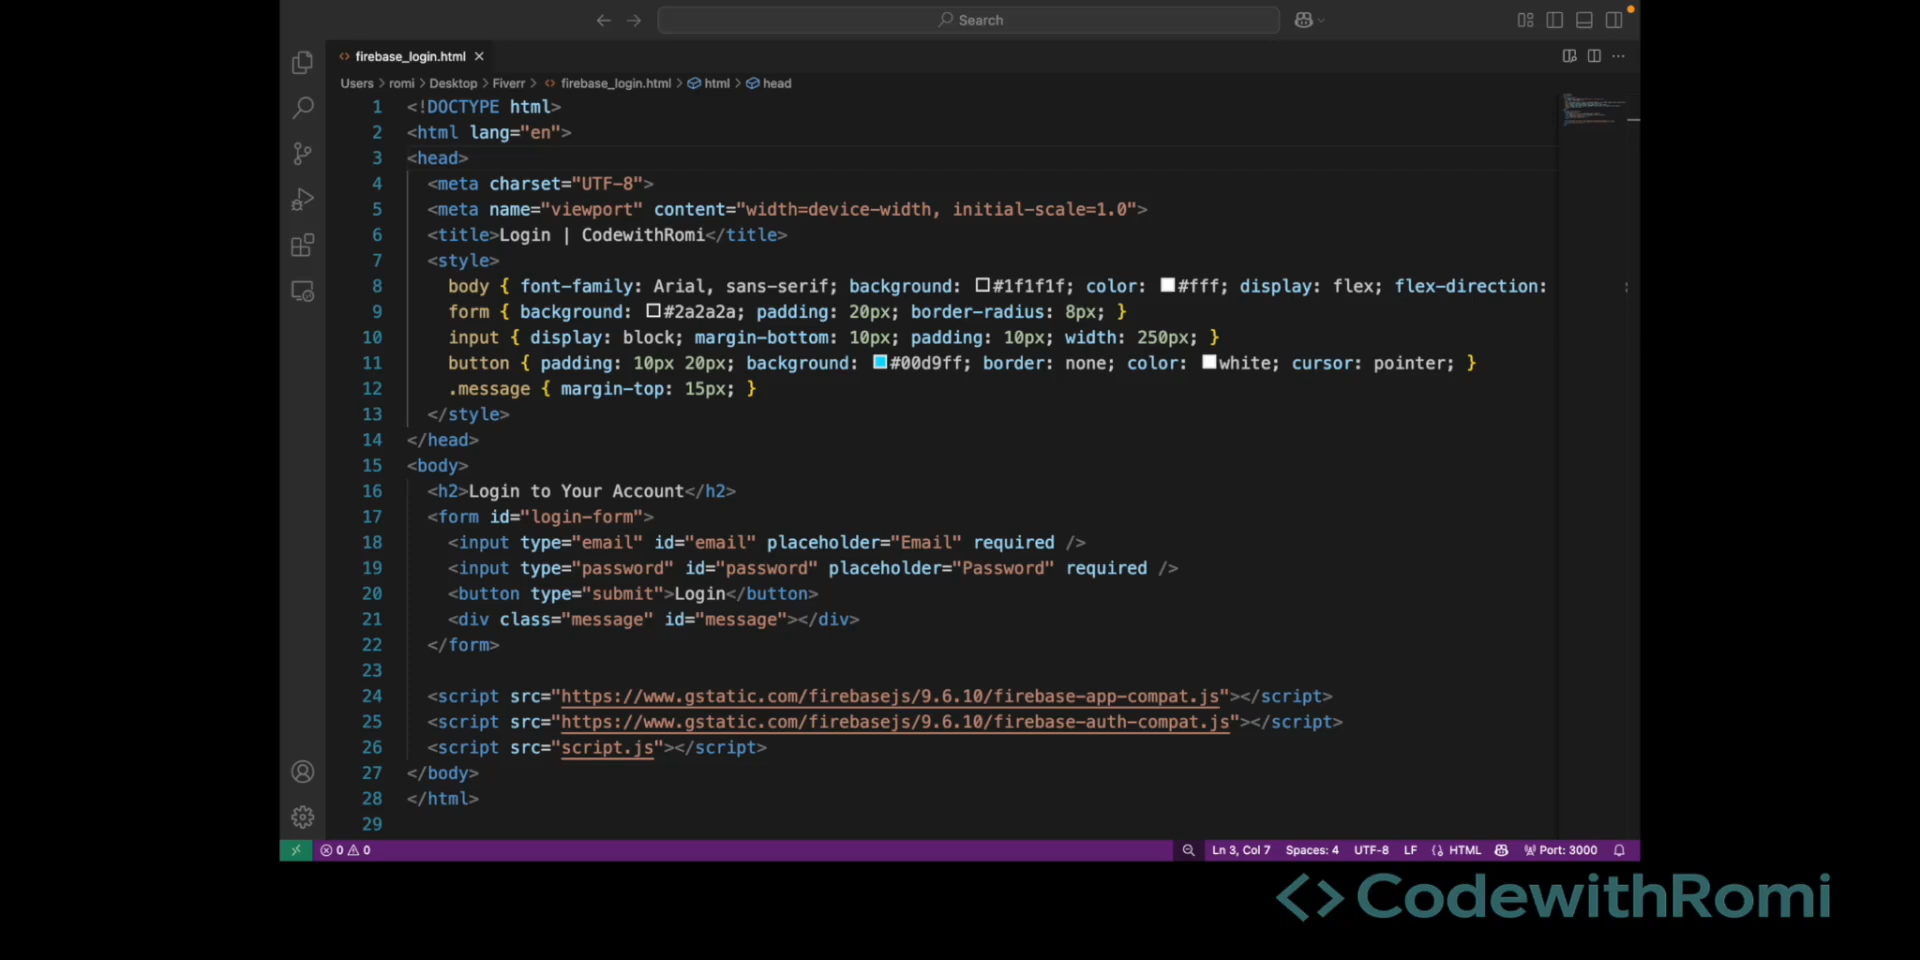 Search
firebase_login.html
Users > romi > Desktop > Fiverr > firebase_login.html > html > head
1 <!DOCTYPE html>
2 <html lang="en">
3 <head>
4 <meta charset="UTF-8">
5 <meta name="viewport" content="width=device-width, initial-scale=1.0">
6 <title>Login | CodewithRomi</title>
7 <style>
8 body { font-family: Arial, sans-serif; background: #1f1f1f; color: #fff; display: flex; flex-direction:
9 form { background: #2a2a2a; padding: 20px; border-radius: 8px; }
10 input { display: block; margin-bottom: 10px; padding: 10px; width: 250px; }
11 button { padding: 10px 20px; background: #00d9ff; border: none; color: white; cursor: pointer; }
12 .message { margin-top: 15px; }
13 </style>
14 </head>
15 <body>
16 <h2>Login to Your Account</h2>
17 <form id="login-form">
18 <input type="email" id="email" placeholder="Email" required />
19 <input type="password" id="password" placeholder="Password" required />
20 <button type="submit">Login</button>
21 <div class="message" id="message"></div>
22 </form>
23
24 <script src="https://www.gstatic.com/firebasejs/9.6.10/firebase-app-compat.js"></script>
25 <script src="https://www.gstatic.com/firebasejs/9.6.10/firebase-auth-compat.js"></script>
26 <script src="script.js"></script>
27 </body>
28 </html>
29
0 0 Ln 3, Col 7 Spaces: 4 UTF-8 LF HTML Port: 3000
<> CodewithRomi